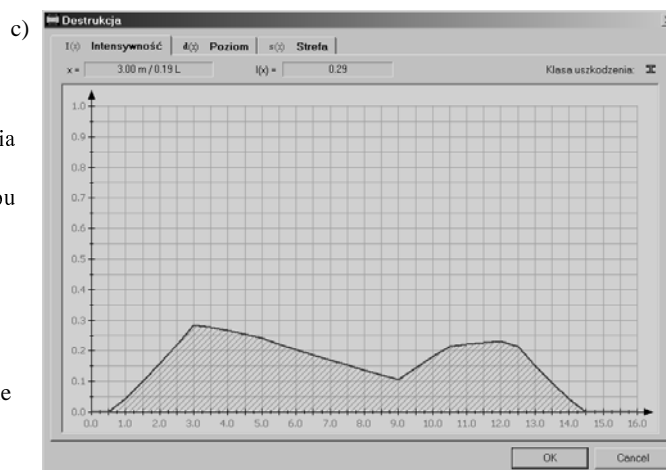 c)
Destrukcja
I(x) Intensywność d(x) Poziom s(x) Strefa
x = 3.00 m / 0.19 L I(x) = 0.29 Klasa uszkodzenia:
1.0
0.9
0.8
0.7
0.6
0.5
0.4
0.3
0.2
0.1
0.0
0.0 1.0 2.0 3.0 4.0 5.0 6.0 7.0 8.0 9.0 10.0 11.0 12.0 13.0 14.0 15.0 16.0
OK Cancel
ia
e